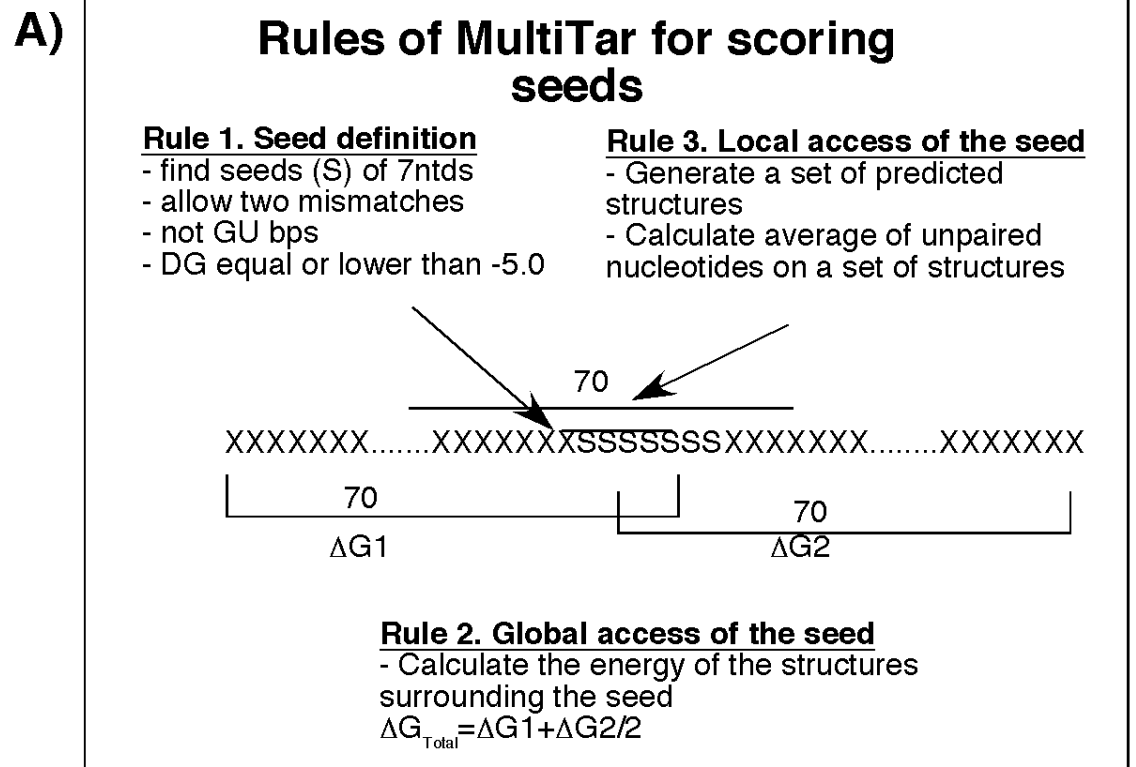 A)
Rules of MultiTar for scoring
seeds
Rule 1. Seed definition
- find seeds (S) of 7ntds
- allow two mismatches
- not GU bps
- DG equal or lower than -5.0
Rule 3. Local access of the seed
- Generate a set of predicted
structures
- Calculate average of unpaired
nucleotides on a set of structures
70
XXXXXXX.......XXXXXXXSSSSSSSXXXXXXX........XXXXXXX
70
ΔG1
70
ΔG2
Rule 2. Global access of the seed
- Calculate the energy of the structures
surrounding the seed
ΔGTotal=ΔG1+ΔG2/2